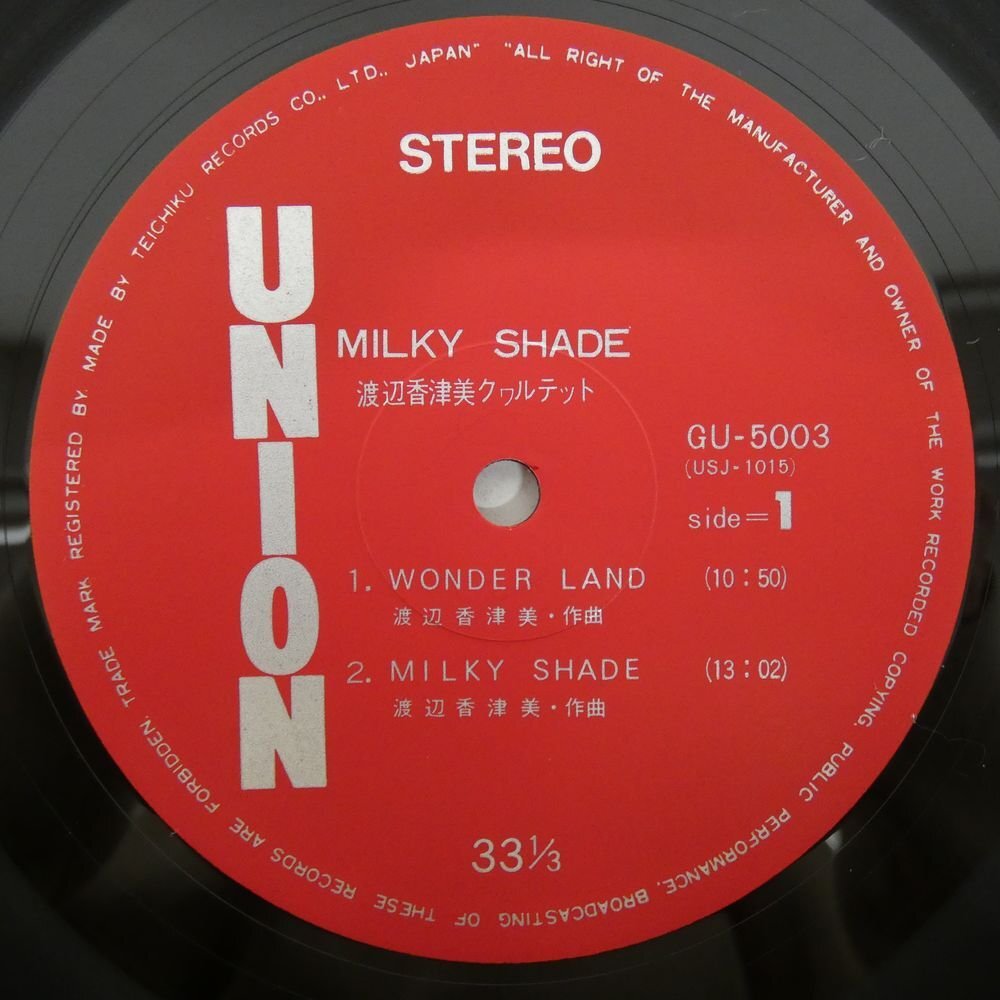 STEREO
UNION
MILKY SHADE
渡辺香津美クヮルテット
GU-5003
(USJ-1015)
side=1
1. WONDER LAND (10:50)
渡辺香津美・作曲
2. MILKY SHADE (13:02)
渡辺香津美・作曲
33⅓
"ALL RIGHT OF THE MANUFACTURER AND OWNER OF THE WORK RECORDED COPYING, PUBLIC PERFORMANCE, BROADCASTING OF THESE RECORDS ARE FORBIDDEN, TRADE MARK REGISTERED BY, MADE BY TEICHIKU RECORDS CO., LTD., JAPAN"